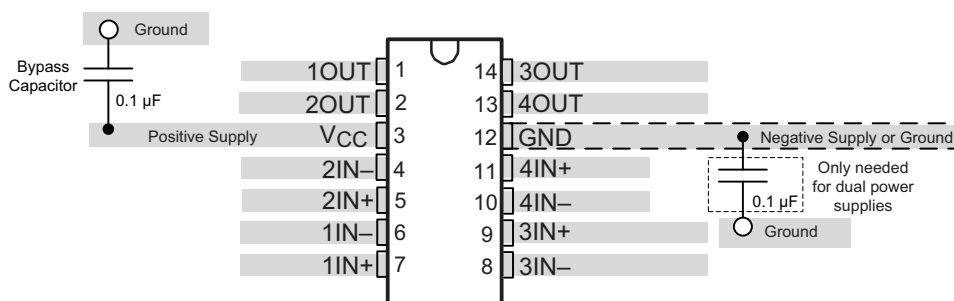 Ground
Bypass
Capacitor
0.1 µF
Positive Supply
1OUT 1
2OUT 2
VCC 3
2IN– 4
2IN+ 5
1IN– 6
1IN+ 7
14 3OUT
13 4OUT
12 GND
11 4IN+
10 4IN–
9 3IN+
8 3IN–
Negative Supply or Ground
Only needed
for dual power
supplies
0.1 µF
Ground